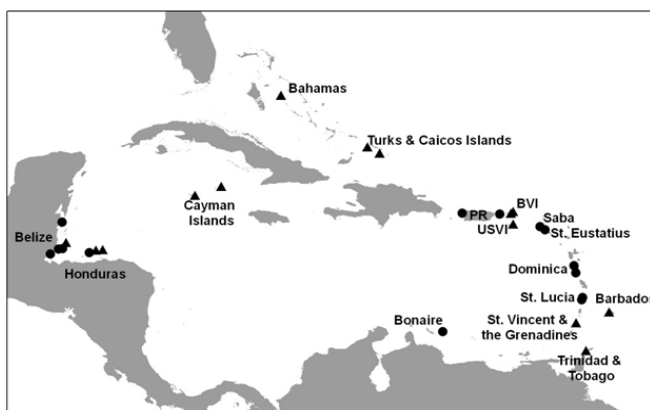 Bahamas
Turks & Caicos Islands
Cayman
Islands
PR
BVI
USVI
Saba
St. Eustatius
Belize
Honduras
Dominica
St. Lucia
Barbados
Bonaire
St. Vincent &
the Grenadines
Trinidad &
Tobago